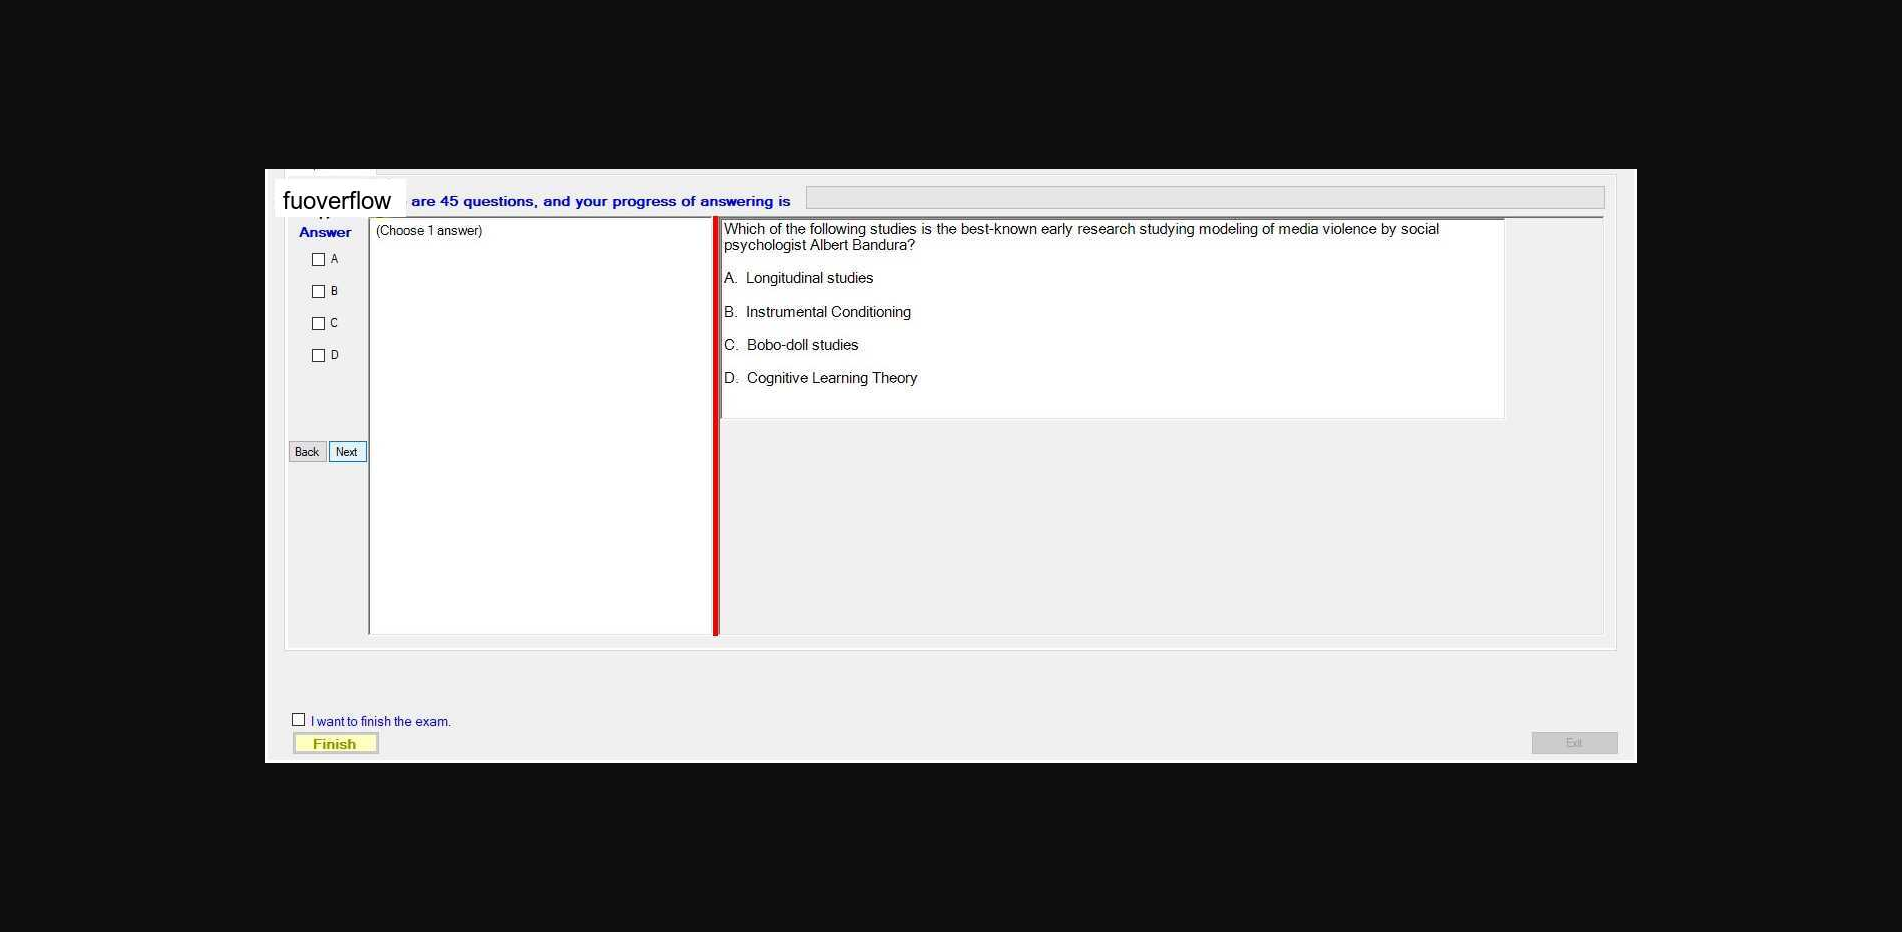 fuoverflow are 45 questions, and your progress of answering is
Answer
(Choose 1 answer)
A
B
C
D
Back Next
Which of the following studies is the best-known early research studying modeling of media violence by social
psychologist Albert Bandura?
A. Longitudinal studies
B. Instrumental Conditioning
C. Bobo-doll studies
D. Cognitive Learning Theory
I want to finish the exam.
Finish
Exit